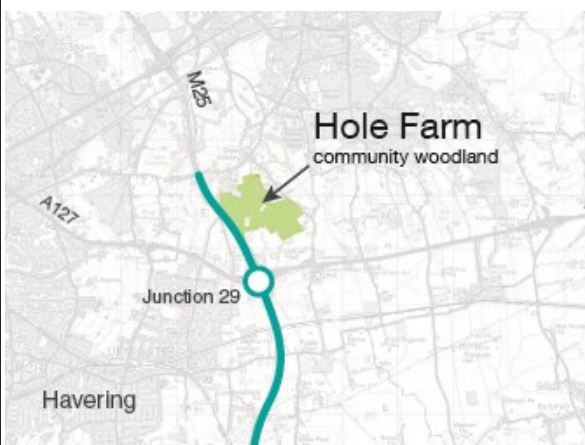 M25
Hole Farm
community woodland
A127
Junction 29
Havering